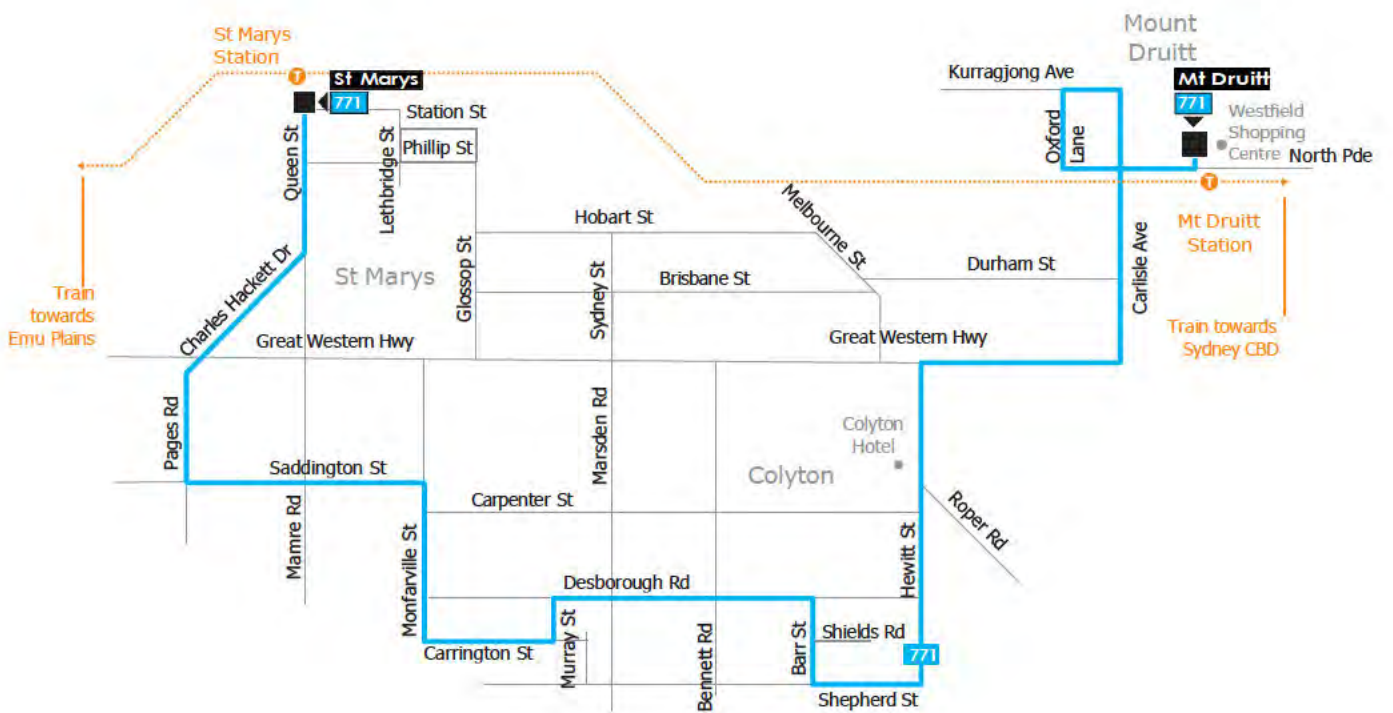 Mount
Druitt
St Marys
Station
T
St Marys
771
Kurragjong Ave
Mt Druitt
771
Westfield
Shopping
Centre
Station St
Oxford
Lane
Phillip St
North Pde
T
Queen St
Lethbridge St
Melbourne St
Hobart St
Mt Druitt
Station
Charles Hackett Dr
St Marys
Glossop St
Sydney St
Brisbane St
Durham St
Carlisle Ave
Train
towards
Emu Plains
Great Western Hwy
Great Western Hwy
Train towards
Sydney CBD
Pages Rd
Marsden Rd
Colyton
Hotel
Saddington St
Colyton
Mamre Rd
Carpenter St
Roper Rd
Monfarville St
Hewitt St
Desborough Rd
Murray St
Bennett Rd
Barr St
Shields Rd
Carrington St
771
Shepherd St